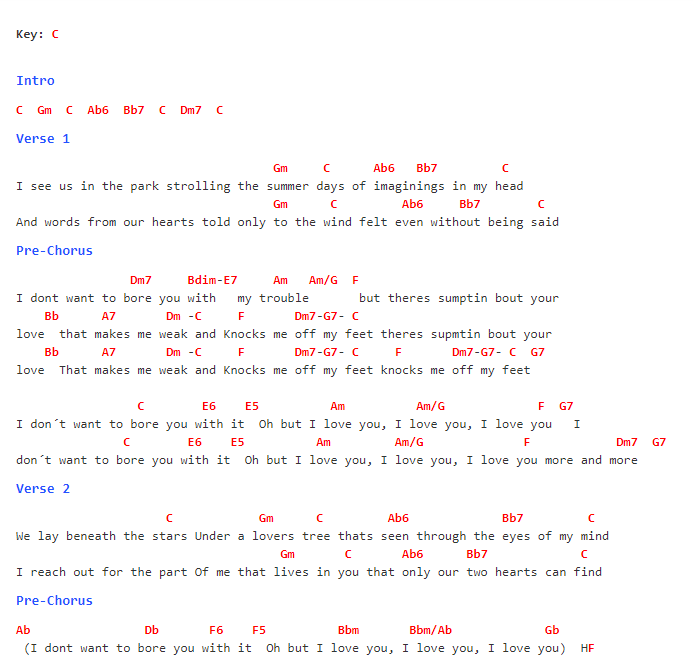 Key: C
Intro
C  Gm  C  Ab6  Bb7  C  Dm7  C
Verse 1
                                    Gm     C      Ab6   Bb7         C
I see us in the park strolling the summer days of imaginings in my head
                                    Gm      C         Ab6     Bb7        C
And words from our hearts told only to the wind felt even without being said
Pre-Chorus
                Dm7     Bdim-E7     Am   Am/G  F
I dont want to bore you with   my trouble       but theres sumptin bout your
    Bb      A7       Dm -C     F       Dm7-G7- C
love  that makes me weak and Knocks me off my feet theres supmtin bout your
    Bb      A7       Dm -C     F       Dm7-G7- C     F       Dm7-G7- C  G7
love  That makes me weak and Knocks me off my feet knocks me off my feet
                 C        E6    E5          Am          Am/G             F  G7
I don´t want to bore you with it  Oh but I love you, I love you, I love you   I
               C        E6    E5          Am         Am/G              F            Dm7  G7
don´t want to bore you with it  Oh but I love you, I love you, I love you more and more
Verse 2
                     C            Gm      C         Ab6             Bb7         C
We lay beneath the stars Under a lovers tree thats seen through the eyes of my mind
                                     Gm       C       Ab6      Bb7             C
I reach out for the part Of me that lives in you that only our two hearts can find
Pre-Chorus
Ab                Db       F6    F5          Bbm       Bbm/Ab             Gb
 (I dont want to bore you with it  Oh but I love you, I love you, I love you)  HF